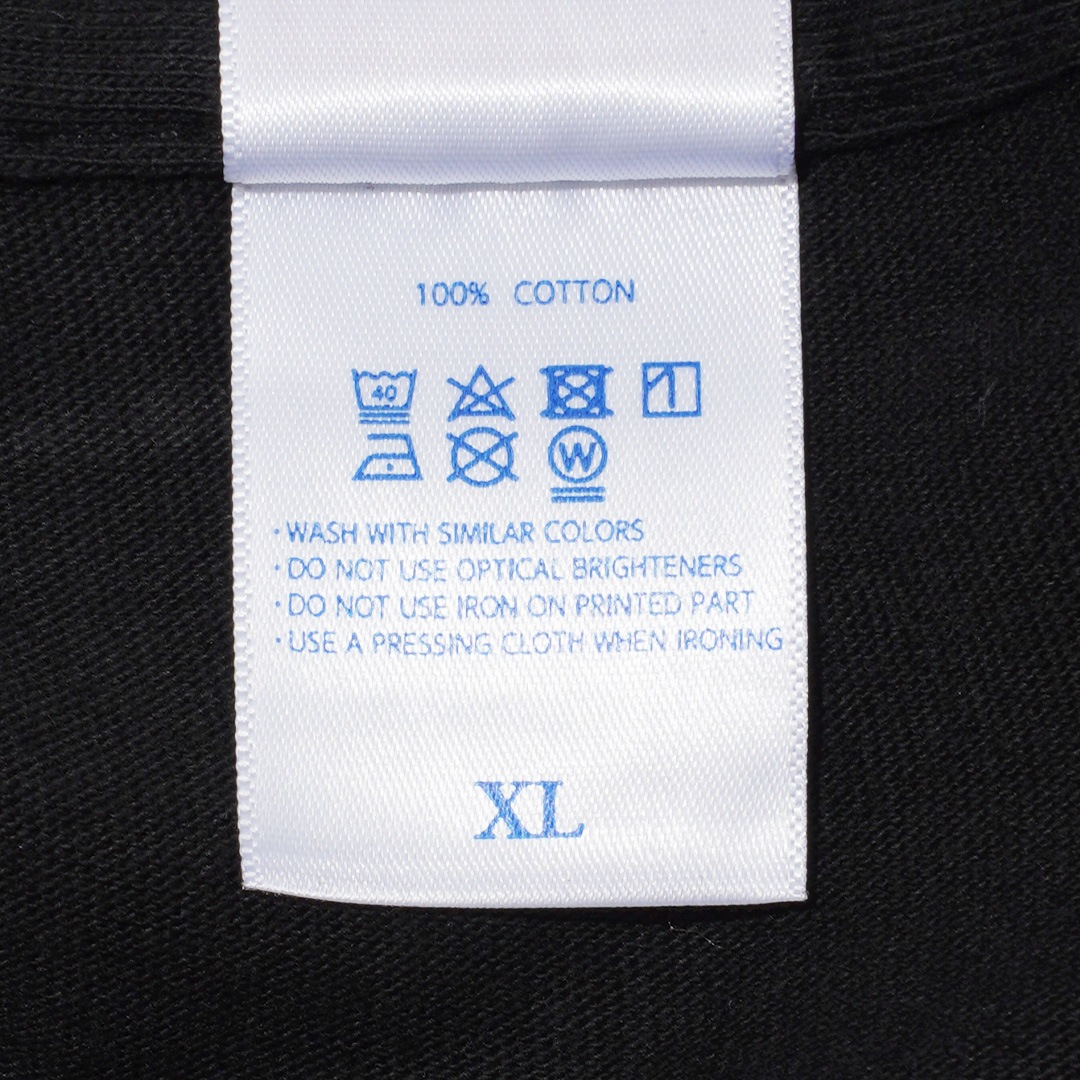 100% COTTON
40
W
· WASH WITH SIMILAR COLORS
· DO NOT USE OPTICAL BRIGHTENERS
· DO NOT USE IRON ON PRINTED PART
· USE A PRESSING CLOTH WHEN IRONING
XL